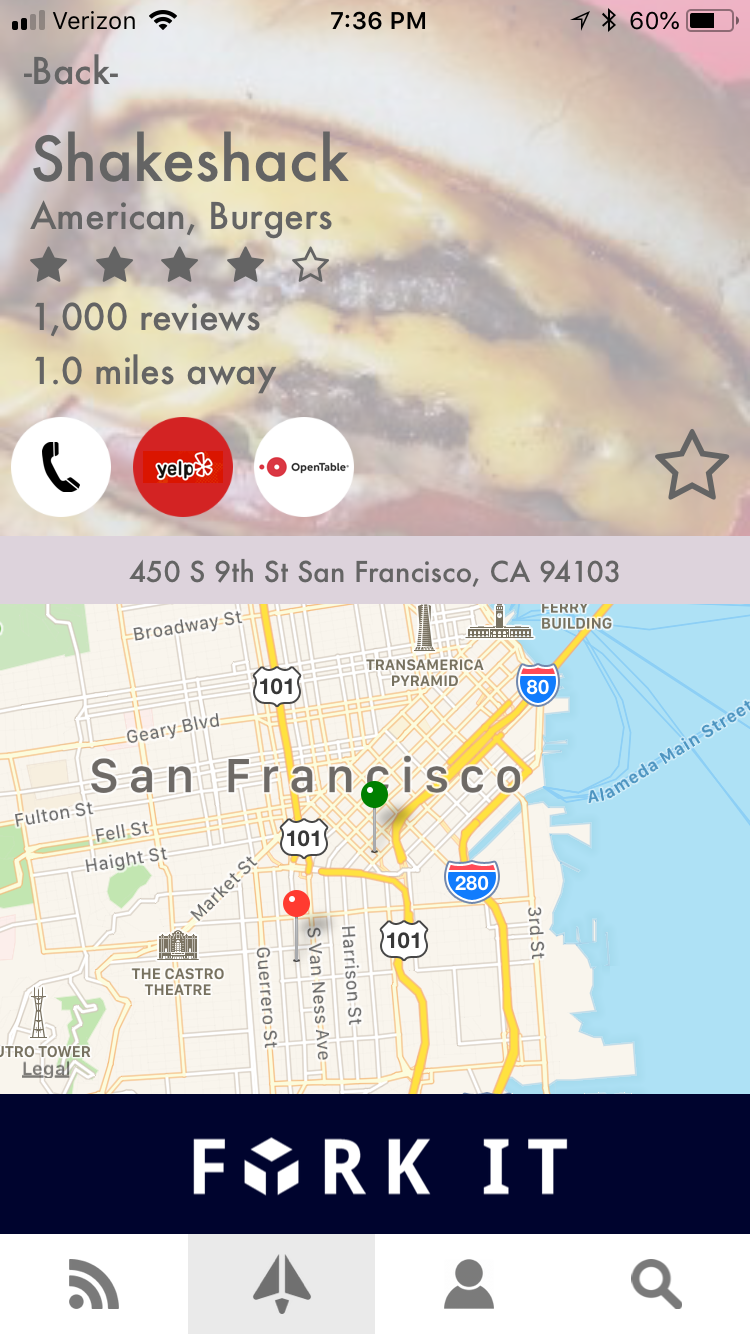 Verizon 7:36 PM 60%
-Back-
Shakeshack
American, Burgers
1,000 reviews
1.0 miles away
yelp
OpenTable
450 S 9th St San Francisco, CA 94103
FERRY
BUILDING
Broadway St
TRANSAMERICA
PYRAMID
101
80
Geary Blvd
Alameda Main Street
San Francisco
Fulton St
Fell St
101
Haight St
Market St
280
3rd St
101
S Van Ness Ave
Harrison St
Guerrero St
THE CASTRO
THEATRE
UTRO TOWER
Legal
FORK IT